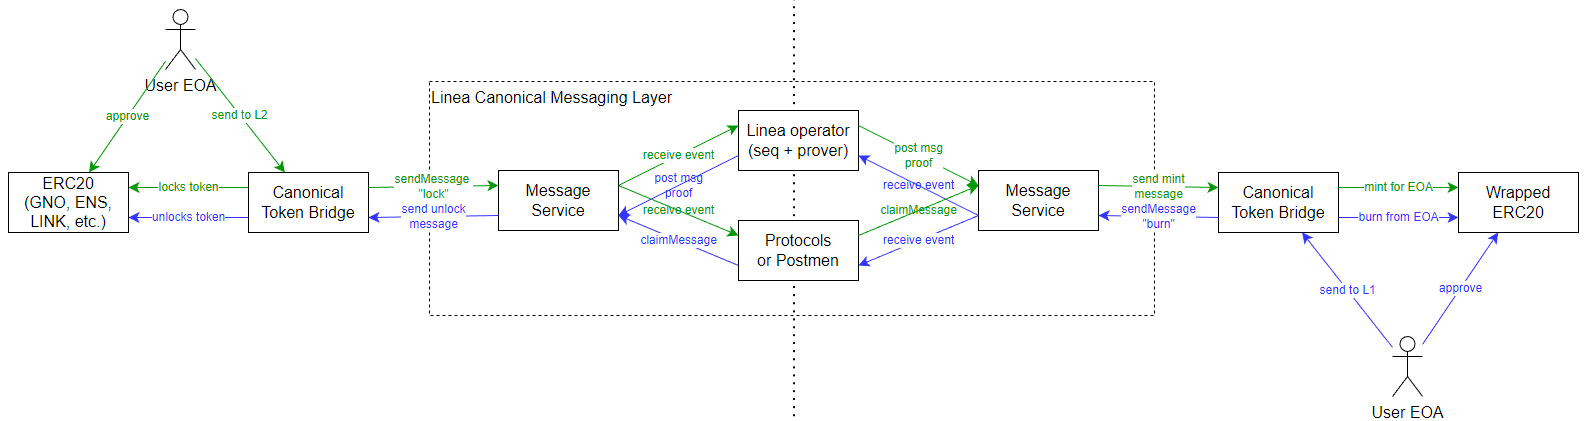 User EOA
approve
send to L2
ERC20
(GNO, ENS,
LINK, etc.)
locks token
unlocks token
Canonical
Token Bridge
sendMessage
"lock"
send unlock
message
Linea Canonical Messaging Layer
Message
Service
receive event
post msg
proof
receive event
claimMessage
Linea operator
(seq + prover)
Protocols
or Postmen
post msg
proof
receive event
claimMessage
receive event
Message
Service
send mint
message
sendMessage
"burn"
Canonical
Token Bridge
mint for EOA
burn from EOA
Wrapped
ERC20
send to L1
approve
User EOA